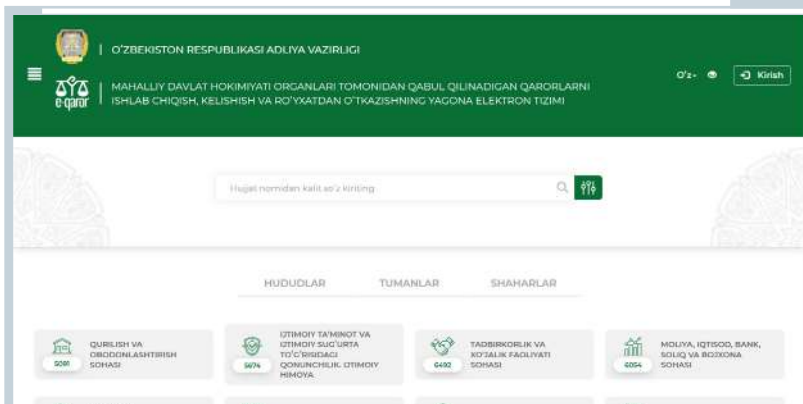 O'ZBEKISTON RESPUBLIKASI ADLIYA VAZIRLIGI
e-qaror
MAHALLIY DAVLAT HOKIMIYATI ORGANLARI TOMONIDAN QABUL QILINADIGAN QARORLARNI
ISHLAB CHIQISH, KELISHISH VA RO'YXATDAN O'TKAZISHNING YAGONA ELEKTRON TIZIMI
O'z-
Kirish
Hujjat nomidan kalit so'z kiriting
HUDUDLAR TUMANLAR SHAHARLAR
QURILISH VA
OBODONLASHTIRISH
SOHASI
IJTIMOIY TA'MINOT VA
IJTIMOIY SUG'URTA
TO'G'RISIDAGI
QONUNCHILIK. IJTIMOIY
HIMOYA
5674
TADBIRKORLIK VA
XO'JALIK FAOLIYATI
SOHASI
6492
MOLIYA, IQTISOD, BANK,
SOLIQ VA BOJXONA
SOHASI
6054